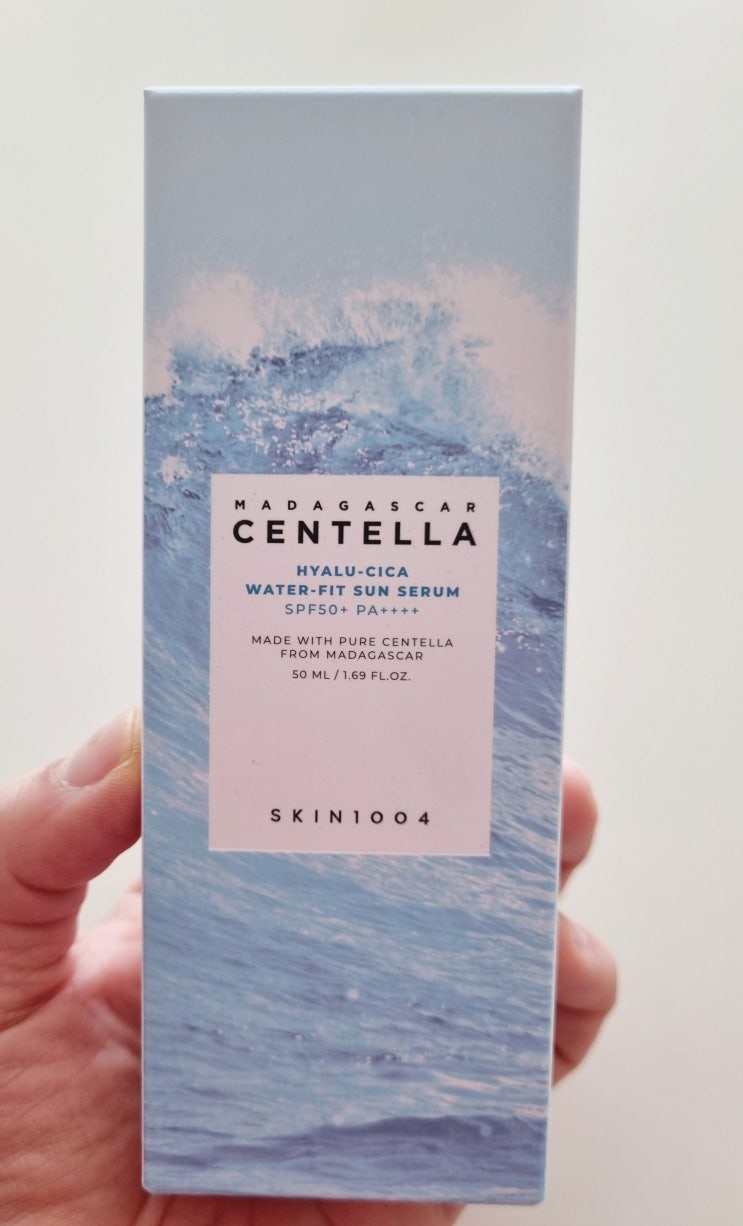 MADAGASCAR
CENTELLA
HYALU-CICA
WATER-FIT SUN SERUM
SPF50+ PA++++
MADE WITH PURE CENTELLA
FROM MADAGASCAR
50 ML / 1.69 FL.OZ.
SKIN1004